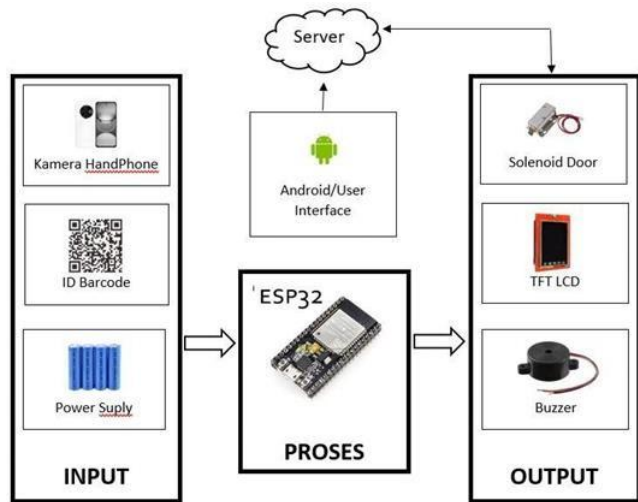 Server
Kamera HandPhone
ID Barcode
Power Suply
INPUT
Android/User
Interface
'ESP32
PROSES
Solenoid Door
TFT LCD
Buzzer
OUTPUT